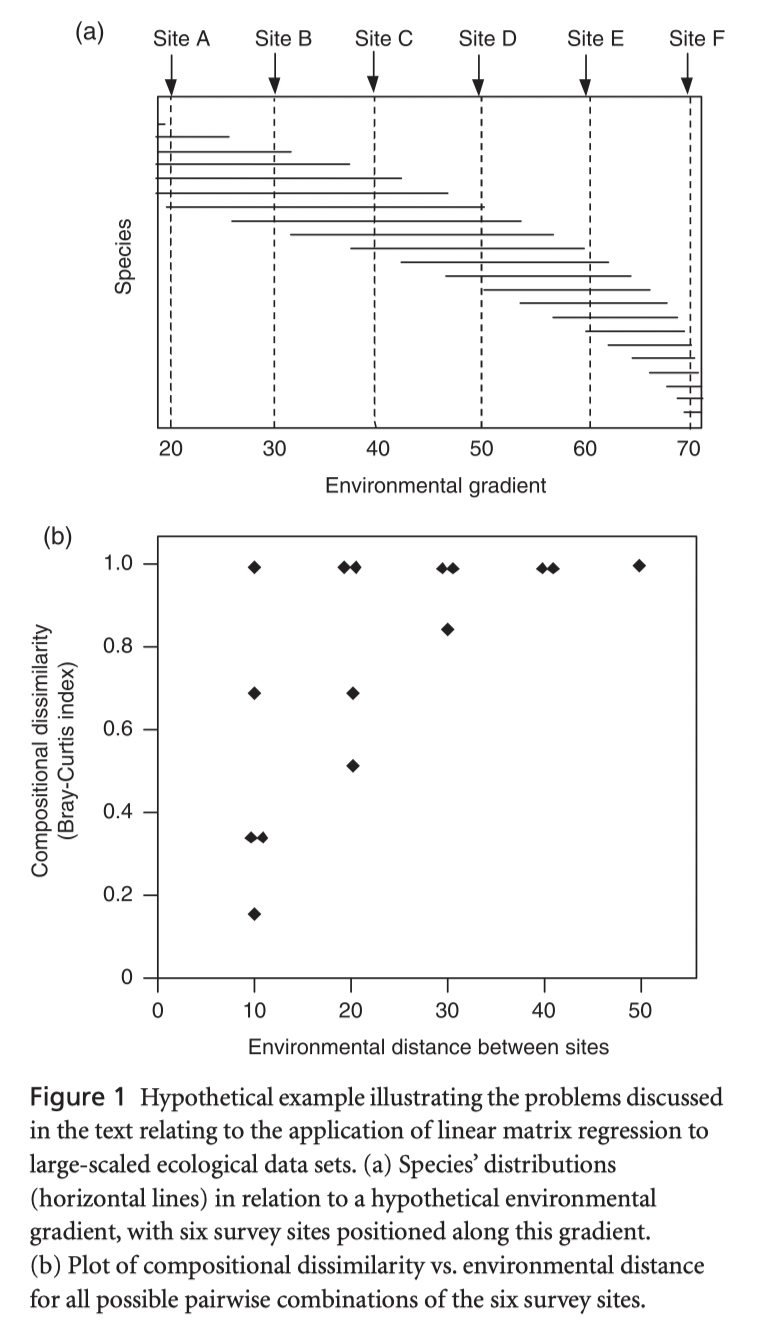 (a)
Site A Site B Site C Site D Site E Site F
Species
20 30 40 50 60 70
Environmental gradient
(b)
Compositional dissimilarity
(Bray-Curtis index)
1.0
0.8
0.6
0.4
0.2
0
0 10 20 30 40 50
Environmental distance between sites
Figure 1 Hypothetical example illustrating the problems discussed
in the text relating to the application of linear matrix regression to
large-scaled ecological data sets. (a) Species’ distributions
(horizontal lines) in relation to a hypothetical environmental
gradient, with six survey sites positioned along this gradient.
(b) Plot of compositional dissimilarity vs. environmental distance
for all possible pairwise combinations of the six survey sites.